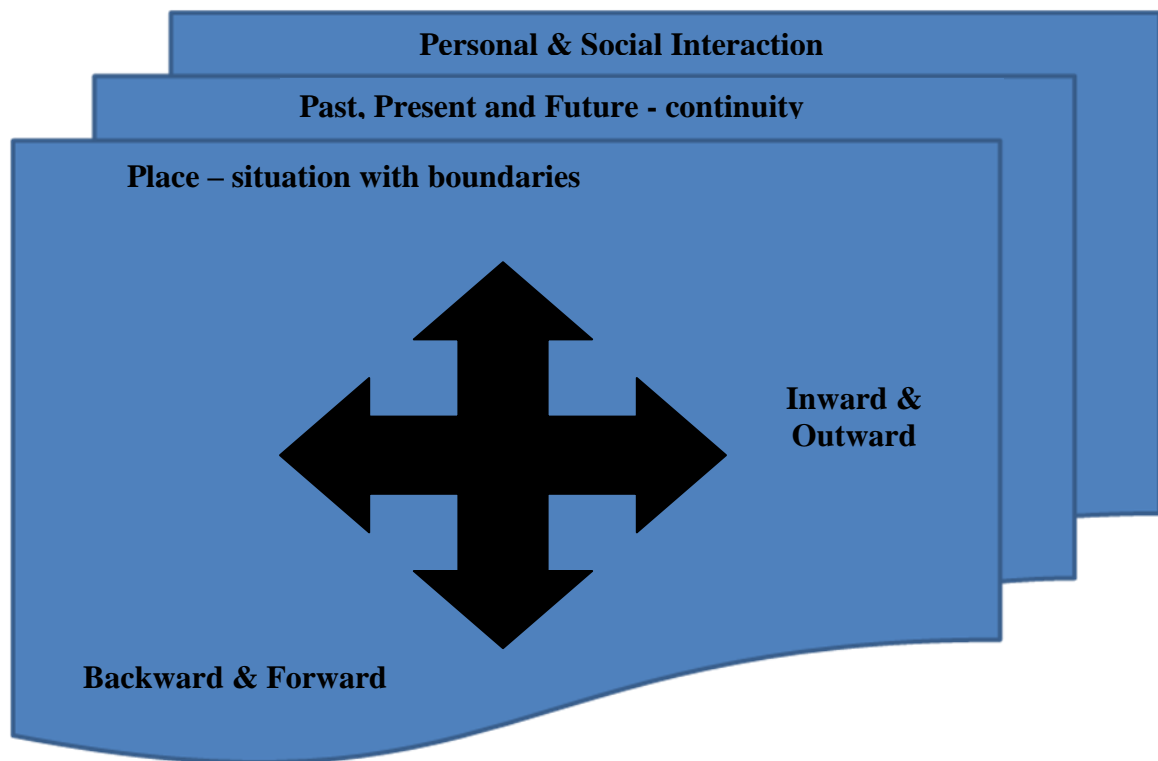 Personal & Social Interaction
Past, Present and Future - continuity
Place – situation with boundaries
Inward &
Outward
Backward & Forward